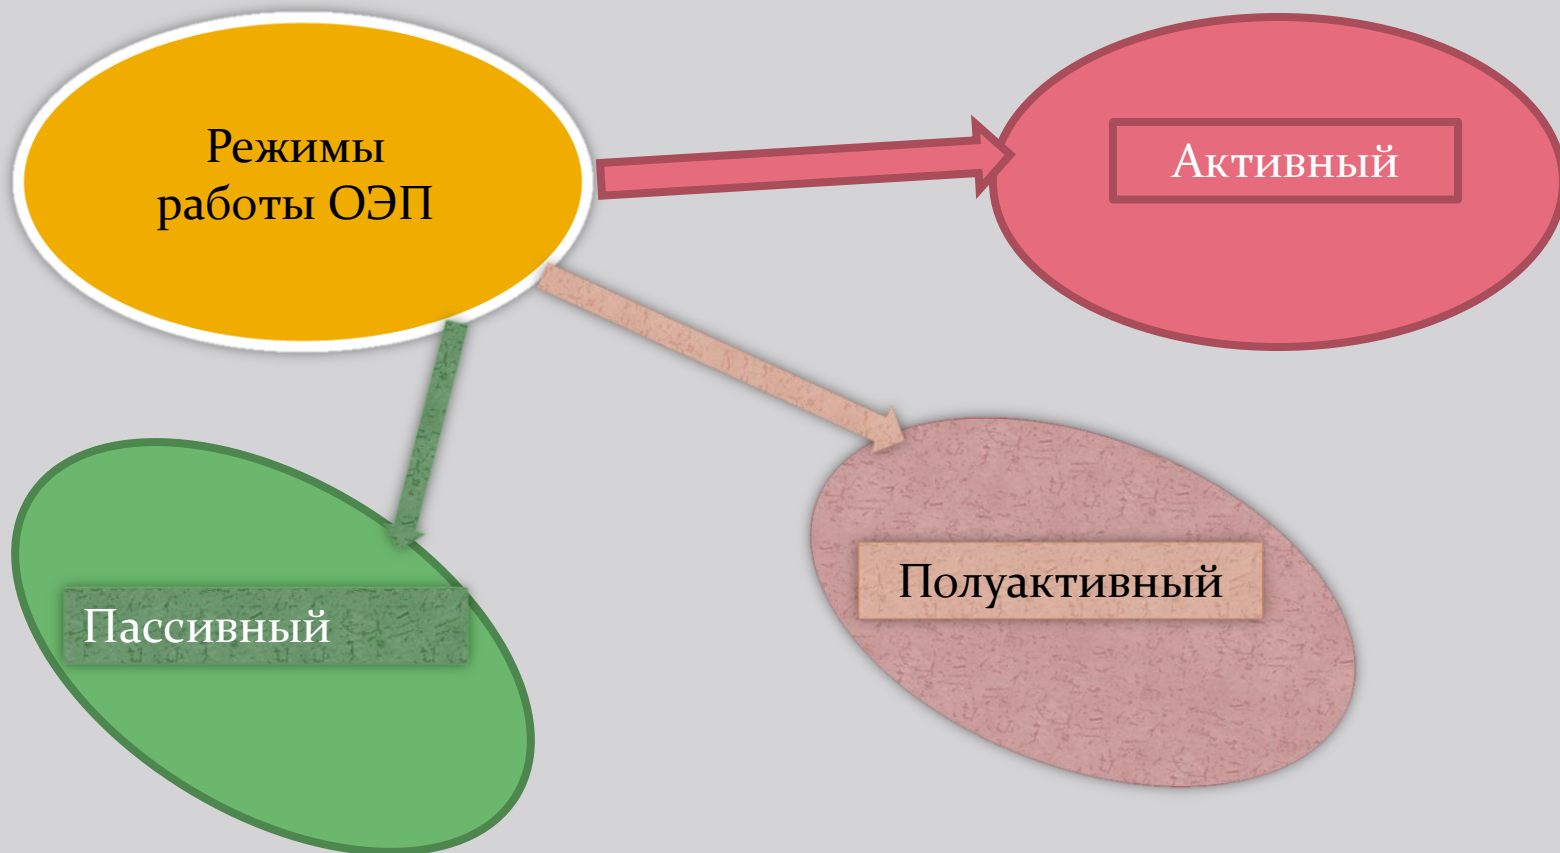 Режимы
работы ОЭП
Активный
Полуактивный
Пассивный